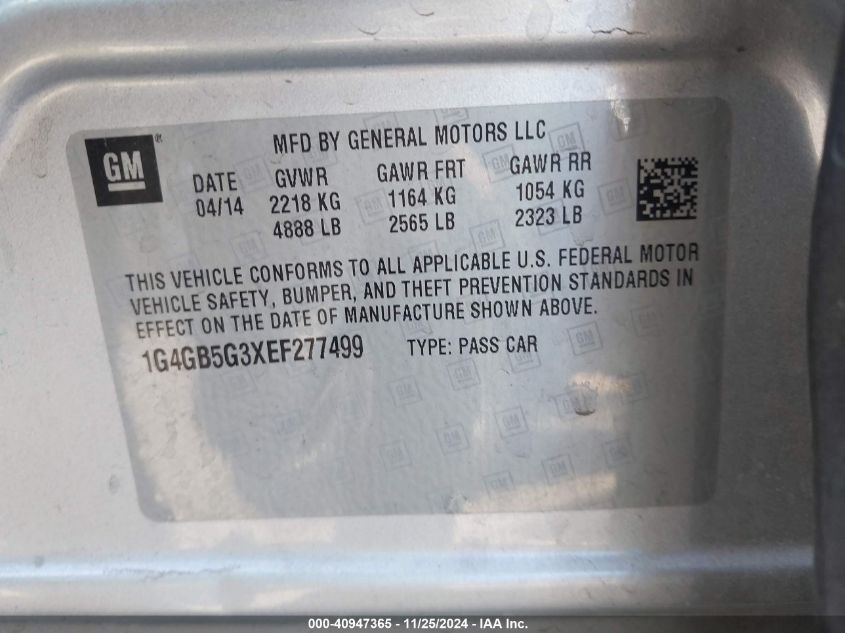 GM
MFD BY GENERAL MOTORS LLC
DATE GVWR GAWR FRT GAWR RR
04/14 2218 KG 1164 KG 1054 KG
4888 LB 2565 LB 2323 LB
THIS VEHICLE CONFORMS TO ALL APPLICABLE U.S. FEDERAL MOTOR
VEHICLE SAFETY, BUMPER, AND THEFT PREVENTION STANDARDS IN
EFFECT ON THE DATE OF MANUFACTURE SHOWN ABOVE.
1G4GB5G3XEF277499 TYPE: PASS CAR
000-40947365 - 11/25/2024 - IAA Inc.